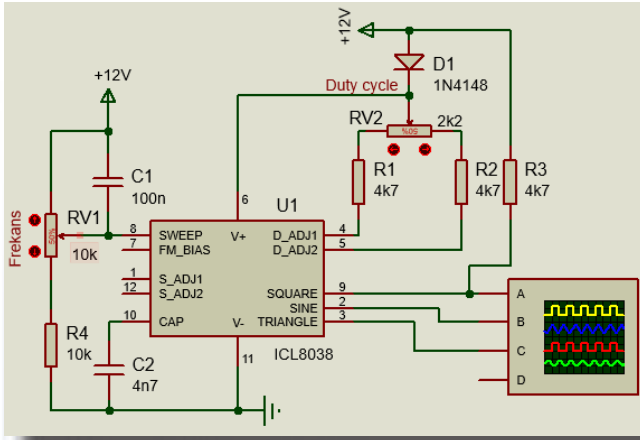 +12V
D1
1N4148
+12V
Duty cycle
RV2
2k2
50%
C1
100n
R1
4k7
R2
4k7
R3
4k7
Frekans
RV1
50%
10k
U1
6
8
SWEEP
V+
D_ADJ1
4
7
FM_BIAS
D_ADJ2
5
1
S_ADJ1
12
S_ADJ2
SQUARE
9
SINE
2
10
CAP
V-
TRIANGLE
3
A
B
C
D
R4
10k
C2
4n7
11
ICL8038